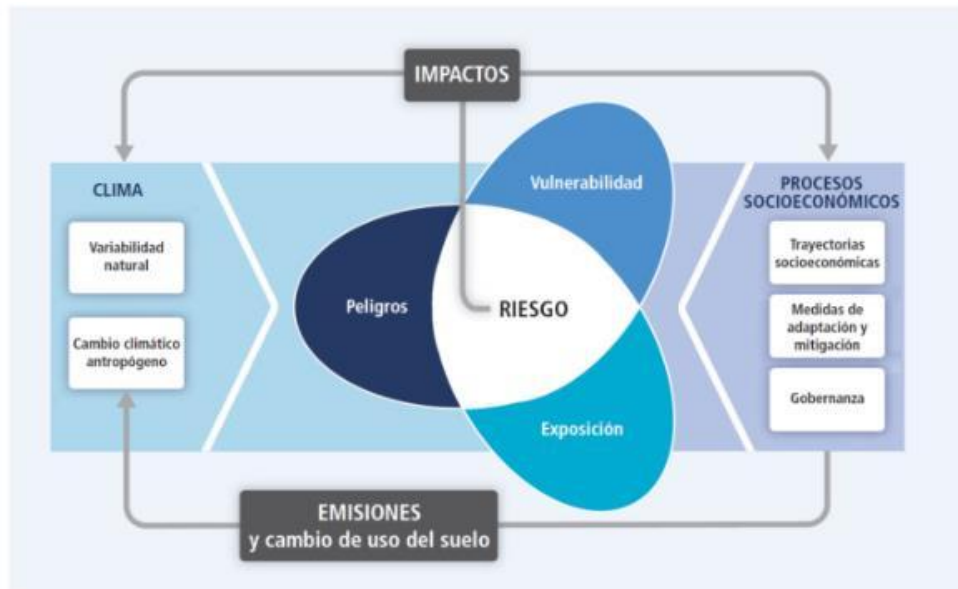 IMPACTOS
CLIMA
Variabilidad
natural
Cambio climático
antropógeno
Peligros
Vulnerabilidad
RIESGO
Exposición
PROCESOS
SOCIOECONÓMICOS
Trayectorias
socioeconómicas
Medidas de
adaptación y
mitigación
Gobernanza
EMISIONES
y cambio de uso del suelo